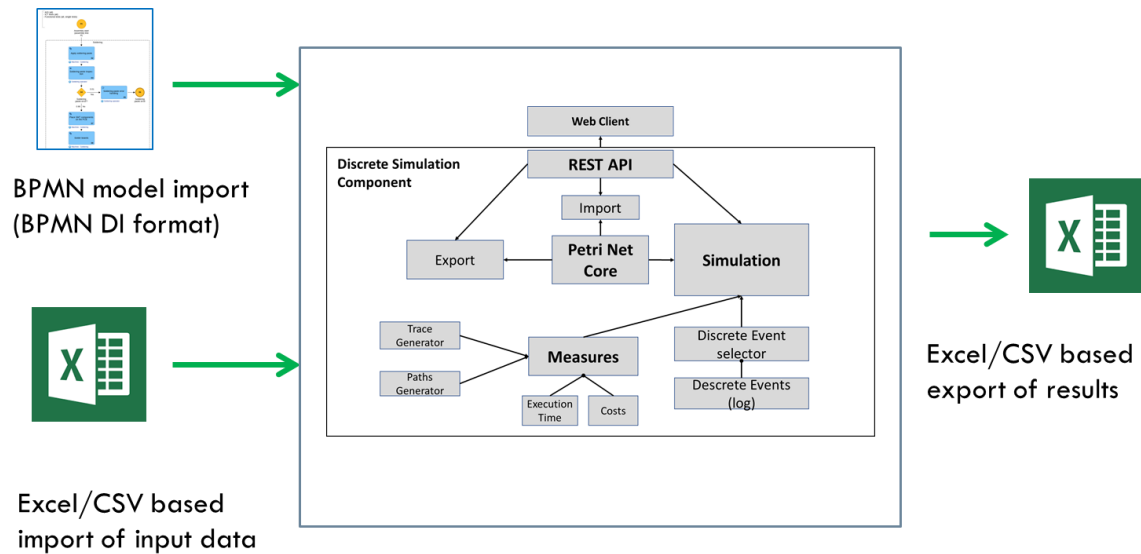 BPMN model import
(BPMN DI format)
X
Excel/CSV based
import of input data
Web Client
Discrete Simulation
Component
REST API
Import
Export
Petri Net
Core
Simulation
Trace
Generator
Paths
Generator
Measures
Execution
Time
Costs
Discrete Event
selector
Descrete Events
(log)
X
Excel/CSV based
export of results